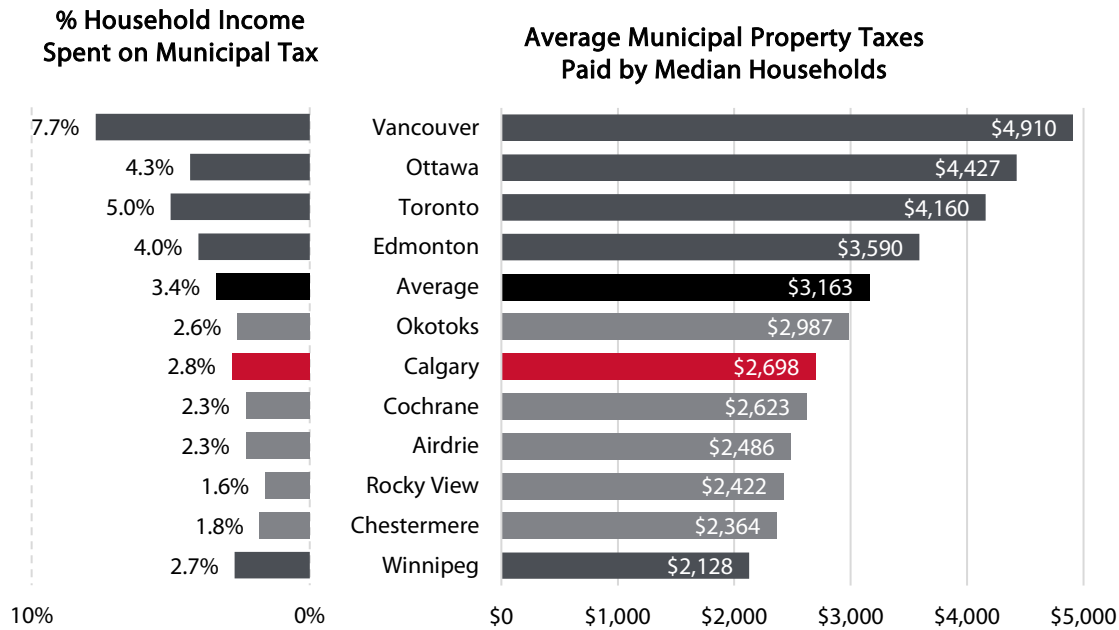 % Household Income
Spent on Municipal Tax
Average Municipal Property Taxes
Paid by Median Households
7.7% Vancouver $4,910
4.3% Ottawa $4,427
5.0% Toronto $4,160
4.0% Edmonton $3,590
3.4% Average $3,163
2.6% Okotoks $2,987
2.8% Calgary $2,698
2.3% Cochrane $2,623
2.3% Airdrie $2,486
1.6% Rocky View $2,422
1.8% Chestermere $2,364
2.7% Winnipeg $2,128
10% 0% $0 $1,000 $2,000 $3,000 $4,000 $5,000